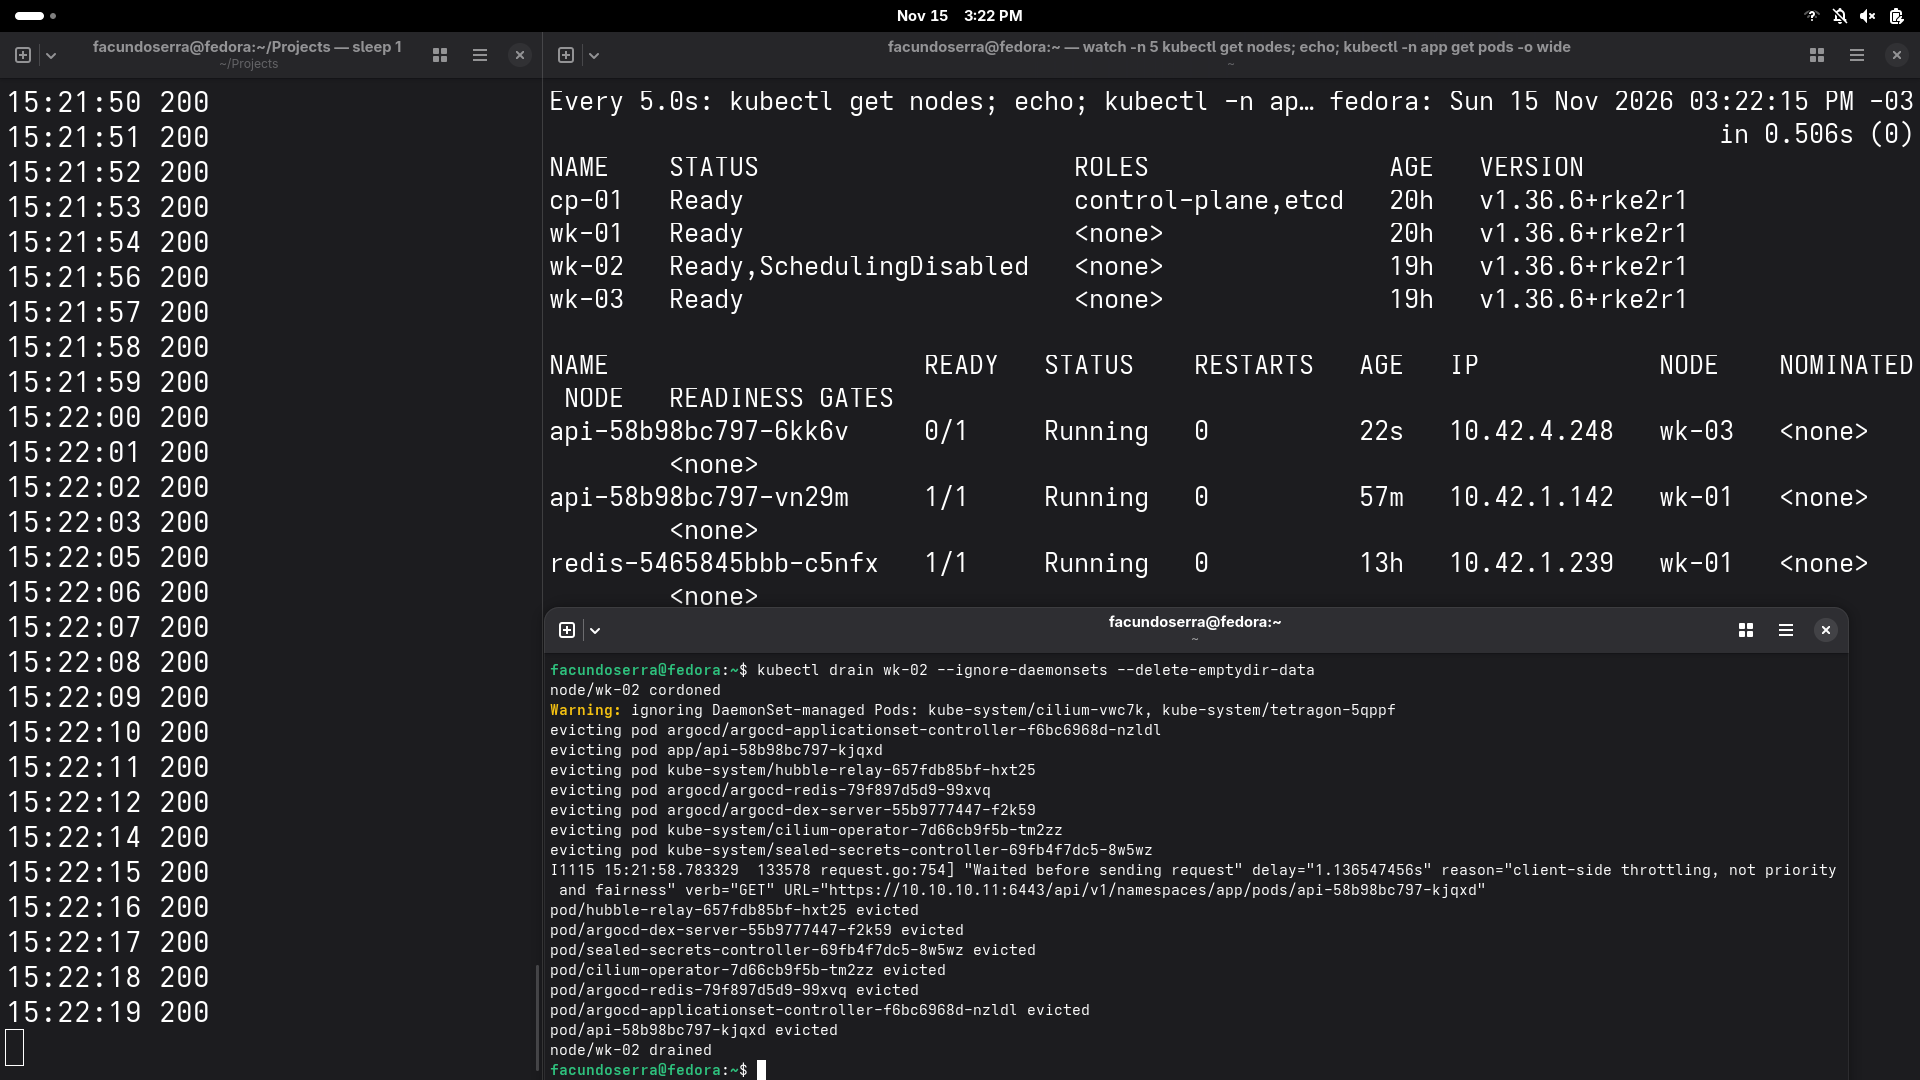 Nov 15 3:22 PM
facundoserra@fedora:~/Projects — sleep 1
~/Projects
15:21:50 200
15:21:51 200
15:21:52 200
15:21:53 200
15:21:54 200
15:21:56 200
15:21:57 200
15:21:58 200
15:21:59 200
15:22:00 200
15:22:01 200
15:22:02 200
15:22:03 200
15:22:05 200
15:22:06 200
15:22:07 200
15:22:08 200
15:22:09 200
15:22:10 200
15:22:11 200
15:22:12 200
15:22:14 200
15:22:15 200
15:22:16 200
15:22:17 200
15:22:18 200
15:22:19 200
facundoserra@fedora:~ — watch -n 5 kubectl get nodes; echo; kubectl -n app get pods -o wide
~
Every 5.0s: kubectl get nodes; echo; kubectl -n ap… fedora: Sun 15 Nov 2026 03:22:15 PM -03
in 0.506s (0)
NAME STATUS ROLES AGE VERSION
cp-01 Ready control-plane,etcd 20h v1.36.6+rke2r1
wk-01 Ready <none> 20h v1.36.6+rke2r1
wk-02 Ready,SchedulingDisabled <none> 19h v1.36.6+rke2r1
wk-03 Ready <none> 19h v1.36.6+rke2r1
NAME READY STATUS RESTARTS AGE IP NODE NOMINATED
NODE READINESS GATES
api-58b98bc797-6kk6v 0/1 Running 0 22s 10.42.4.248 wk-03 <none>
<none>
api-58b98bc797-vn29m 1/1 Running 0 57m 10.42.1.142 wk-01 <none>
<none>
redis-5465845bbb-c5nfx 1/1 Running 0 13h 10.42.1.239 wk-01 <none>
<none>
facundoserra@fedora:~
~
facundoserra@fedora:~$ kubectl drain wk-02 --ignore-daemonsets --delete-emptydir-data
node/wk-02 cordoned
Warning: ignoring DaemonSet-managed Pods: kube-system/cilium-vwc7k, kube-system/tetragon-5qppf
evicting pod argocd/argocd-applicationset-controller-f6bc6968d-nzldl
evicting pod app/api-58b98bc797-kjqxd
evicting pod kube-system/hubble-relay-657fdb85bf-hxt25
evicting pod argocd/argocd-redis-79f897d5d9-99xvq
evicting pod argocd/argocd-dex-server-55b9777447-f2k59
evicting pod kube-system/cilium-operator-7d66cb9f5b-tm2zz
evicting pod kube-system/sealed-secrets-controller-69fb4f7dc5-8w5wz
I1115 15:21:58.783329 133578 request.go:754] "Waited before sending request" delay="1.136547456s" reason="client-side throttling, not priority
and fairness" verb="GET" URL="https://10.10.10.11:6443/api/v1/namespaces/app/pods/api-58b98bc797-kjqxd"
pod/hubble-relay-657fdb85bf-hxt25 evicted
pod/argocd-dex-server-55b9777447-f2k59 evicted
pod/sealed-secrets-controller-69fb4f7dc5-8w5wz evicted
pod/cilium-operator-7d66cb9f5b-tm2zz evicted
pod/argocd-redis-79f897d5d9-99xvq evicted
pod/argocd-applicationset-controller-f6bc6968d-nzldl evicted
pod/api-58b98bc797-kjqxd evicted
node/wk-02 drained
facundoserra@fedora:~$